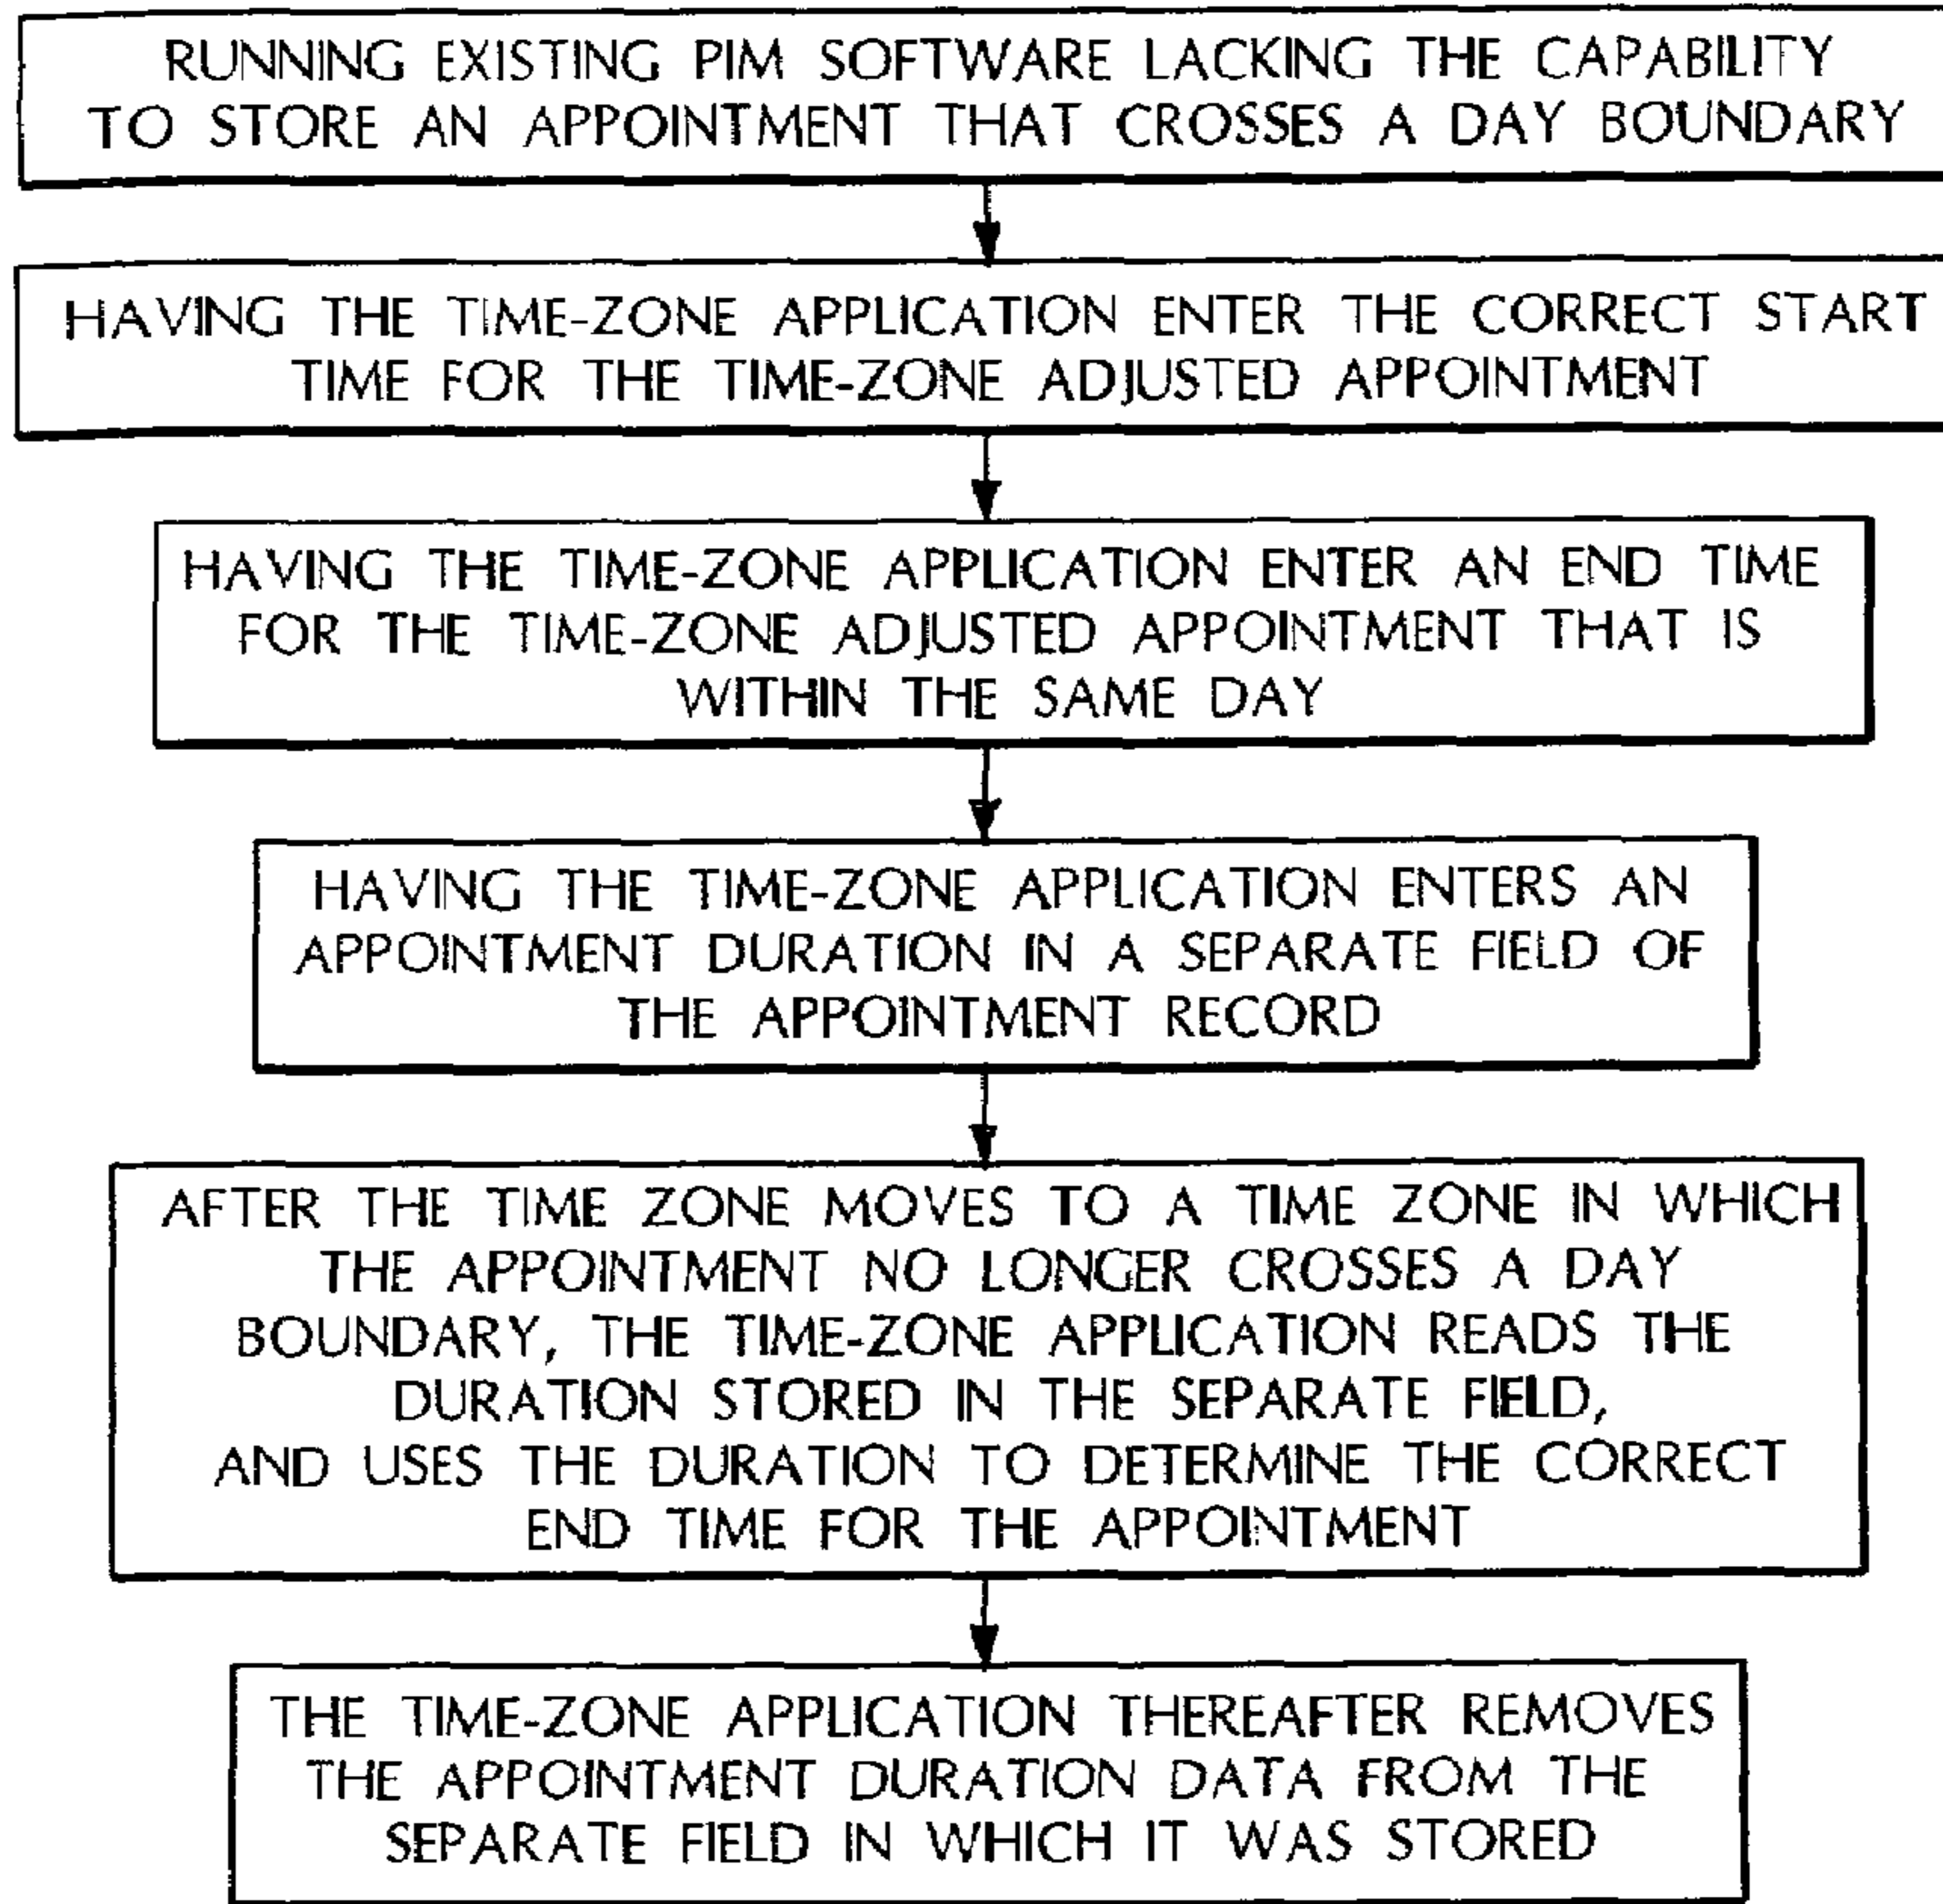 RUNNING EXISTING PIM SOFTWARE LACKING THE CAPABILITY
TO STORE AN APPOINTMENT THAT CROSSES A DAY BOUNDARY
HAVING THE TIME-ZONE APPLICATION ENTER THE CORRECT START
TIME FOR THE TIME-ZONE ADJUSTED APPOINTMENT
HAVING THE TIME-ZONE APPLICATION ENTER AN END TIME
FOR THE TIME-ZONE ADJUSTED APPOINTMENT THAT IS
WITHIN THE SAME DAY
HAVING THE TIME-ZONE APPLICATION ENTERS AN
APPOINTMENT DURATION IN A SEPARATE FIELD OF
THE APPOINTMENT RECORD
AFTER THE TIME ZONE MOVES TO A TIME ZONE IN WHICH
THE APPOINTMENT NO LONGER CROSSES A DAY
BOUNDARY, THE TIME-ZONE APPLICATION READS THE
DURATION STORED IN THE SEPARATE FIELD,
AND USES THE DURATION TO DETERMINE THE CORRECT
END TIME FOR THE APPOINTMENT
THE TIME-ZONE APPLICATION THEREAFTER REMOVES
THE APPOINTMENT DURATION DATA FROM THE
SEPARATE FIELD IN WHICH IT WAS STORED